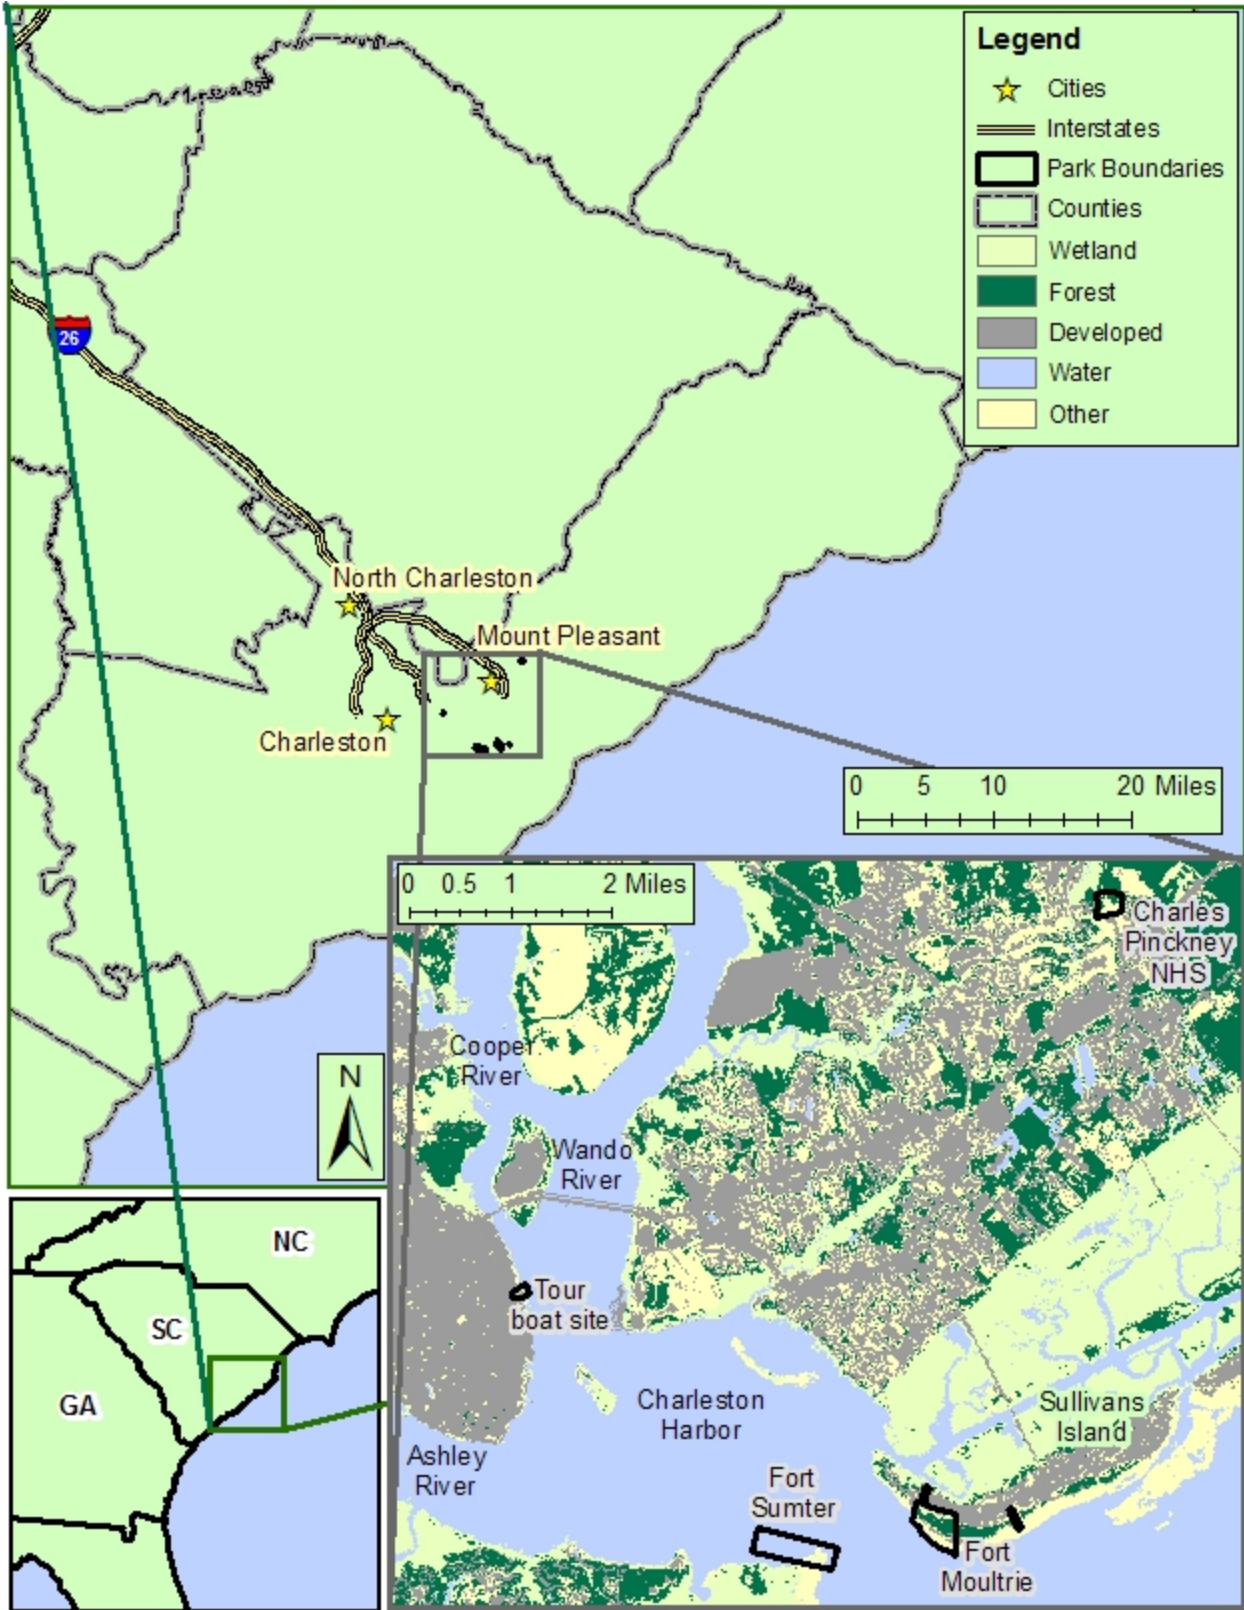 Legend
Cities
Interstates
Park Boundaries
Counties
Wetland
Forest
Developed
Water
Other
26
North Charleston
Mount Pleasant
Charleston
0 5 10 20 Miles
0 0.5 1 2 Miles
Charles
Pinckney
NHS
Cooper
River
N
Wando
River
NC
Tour
boat site
SC
GA
Charleston
Harbor
Sullivans
Island
Ashley
River
Fort
Sumter
Fort
Moultrie